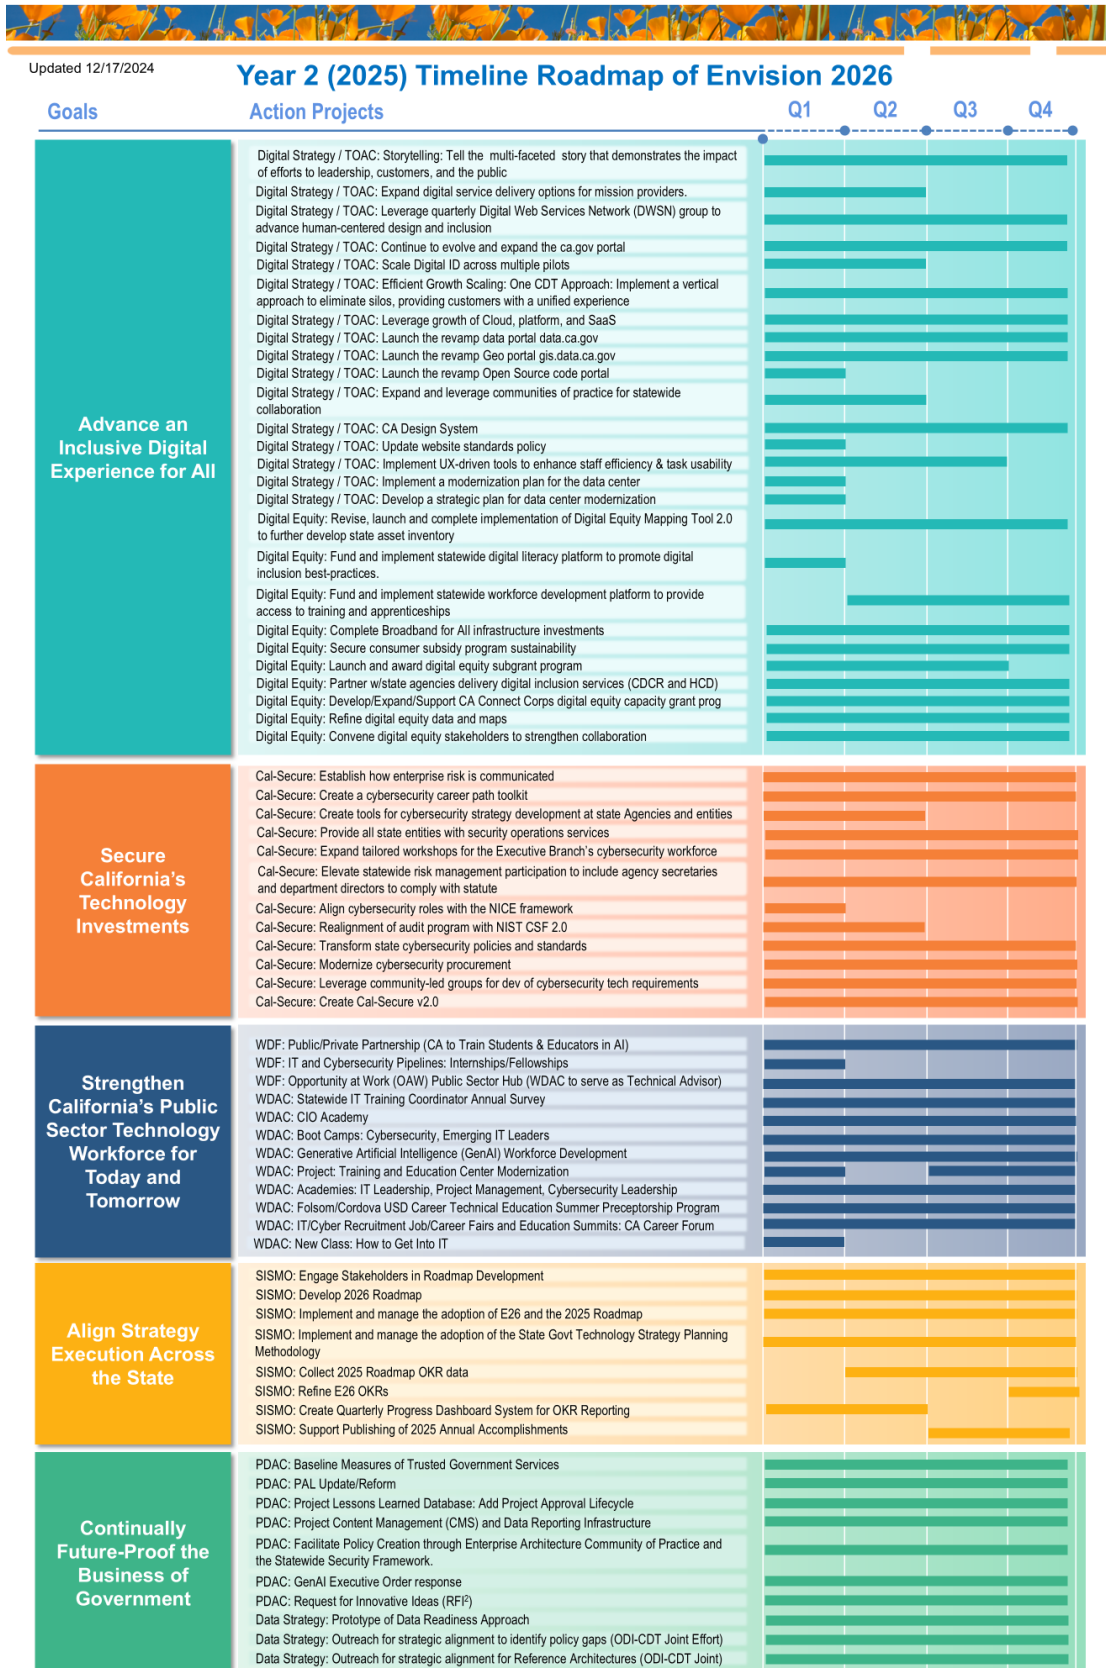 Updated 12/17/2024
Year 2 (2025) Timeline Roadmap of Envision 2026
Goals
Action Projects
Q1
Q2
Q3
Q4
Advance an
Inclusive Digital
Experience for All
Digital Strategy / TOAC: Storytelling: Tell the multi-faceted story that demonstrates the impact
of efforts to leadership, customers, and the public
Digital Strategy / TOAC: Expand digital service delivery options for mission providers.
Digital Strategy / TOAC: Leverage quarterly Digital Web Services Network (DWSN) group to
advance human-centered design and inclusion
Digital Strategy / TOAC: Continue to evolve and expand the ca.gov portal
Digital Strategy / TOAC: Scale Digital ID across multiple pilots
Digital Strategy / TOAC: Efficient Growth Scaling: One CDT Approach: Implement a vertical
approach to eliminate silos, providing customers with a unified experience
Digital Strategy / TOAC: Leverage growth of Cloud, platform, and SaaS
Digital Strategy / TOAC: Launch the revamp data portal data.ca.gov
Digital Strategy / TOAC: Launch the revamp Geo portal gis.data.ca.gov
Digital Strategy / TOAC: Launch the revamp Open Source code portal
Digital Strategy / TOAC: Expand and leverage communities of practice for statewide
collaboration
Digital Strategy / TOAC: CA Design System
Digital Strategy / TOAC: Update website standards policy
Digital Strategy / TOAC: Implement UX-driven tools to enhance staff efficiency & task usability
Digital Strategy / TOAC: Implement a modernization plan for the data center
Digital Strategy / TOAC: Develop a strategic plan for data center modernization
Digital Equity: Revise, launch and complete implementation of Digital Equity Mapping Tool 2.0
to further develop state asset inventory
Digital Equity: Fund and implement statewide digital literacy platform to promote digital
inclusion best-practices.
Digital Equity: Fund and implement statewide workforce development platform to provide
access to training and apprenticeships
Digital Equity: Complete Broadband for All infrastructure investments
Digital Equity: Secure consumer subsidy program sustainability
Digital Equity: Launch and award digital equity subgrant program
Digital Equity: Partner w/state agencies delivery digital inclusion services (CDCR and HCD)
Digital Equity: Develop/Expand/Support CA Connect Corps digital equity capacity grant prog
Digital Equity: Refine digital equity data and maps
Digital Equity: Convene digital equity stakeholders to strengthen collaboration
Secure
California's
Technology
Investments
Cal-Secure: Establish how enterprise risk is communicated
Cal-Secure: Create a cybersecurity career path toolkit
Cal-Secure: Create tools for cybersecurity strategy development at state Agencies and entities
Cal-Secure: Provide all state entities with security operations services
Cal-Secure: Expand tailored workshops for the Executive Branch's cybersecurity workforce
Cal-Secure: Elevate statewide risk management participation to include agency secretaries
and department directors to comply with statute
Cal-Secure: Align cybersecurity roles with the NICE framework
Cal-Secure: Realignment of audit program with NIST CSF 2.0
Cal-Secure: Transform state cybersecurity policies and standards
Cal-Secure: Modernize cybersecurity procurement
Cal-Secure: Leverage community-led groups for dev of cybersecurity tech requirements
Cal-Secure: Create Cal-Secure v2.0
Strengthen
California's Public
Sector Technology
Workforce for
Today and
Tomorrow
WDF: Public/Private Partnership (CA to Train Students & Educators in AI)
WDF: IT and Cybersecurity Pipelines: Internships/Fellowships
WDF: Opportunity at Work (OAW) Public Sector Hub (WDAC to serve as Technical Advisor)
WDAC: Statewide IT Training Coordinator Annual Survey
WDAC: CIO Academy
WDAC: Boot Camps: Cybersecurity, Emerging IT Leaders
WDAC: Generative Artificial Intelligence (GenAI) Workforce Development
WDAC: Project: Training and Education Center Modernization
WDAC: Academies: IT Leadership, Project Management, Cybersecurity Leadership
WDAC: Folsom/Cordova USD Career Technical Education Summer Preceptorship Program
WDAC: IT/Cyber Recruitment Job/Career Fairs and Education Summits: CA Career Forum
WDAC: New Class: How to Get Into IT
Align Strategy
Execution Across
the State
SISMO: Engage Stakeholders in Roadmap Development
SISMO: Develop 2026 Roadmap
SISMO: Implement and manage the adoption of E26 and the 2025 Roadmap
SISMO: Implement and manage the adoption of the State Govt Technology Strategy Planning
Methodology
SISMO: Collect 2025 Roadmap OKR data
SISMO: Refine E26 OKRs
SISMO: Create Quarterly Progress Dashboard System for OKR Reporting
SISMO: Support Publishing of 2025 Annual Accomplishments
Continually
Future-Proof the
Business of
Government
PDAC: Baseline Measures of Trusted Government Services
PDAC: PAL Update/Reform
PDAC: Project Lessons Learned Database: Add Project Approval Lifecycle
PDAC: Project Content Management (CMS) and Data Reporting Infrastructure
PDAC: Facilitate Policy Creation through Enterprise Architecture Community of Practice and
the Statewide Security Framework.
PDAC: GenAI Executive Order response
PDAC: Request for Innovative Ideas (RFI²)
Data Strategy: Prototype of Data Readiness Approach
Data Strategy: Outreach for strategic alignment to identify policy gaps (ODI-CDT Joint Effort)
Data Strategy: Outreach for strategic alignment for Reference Architectures (ODI-CDT Joint)